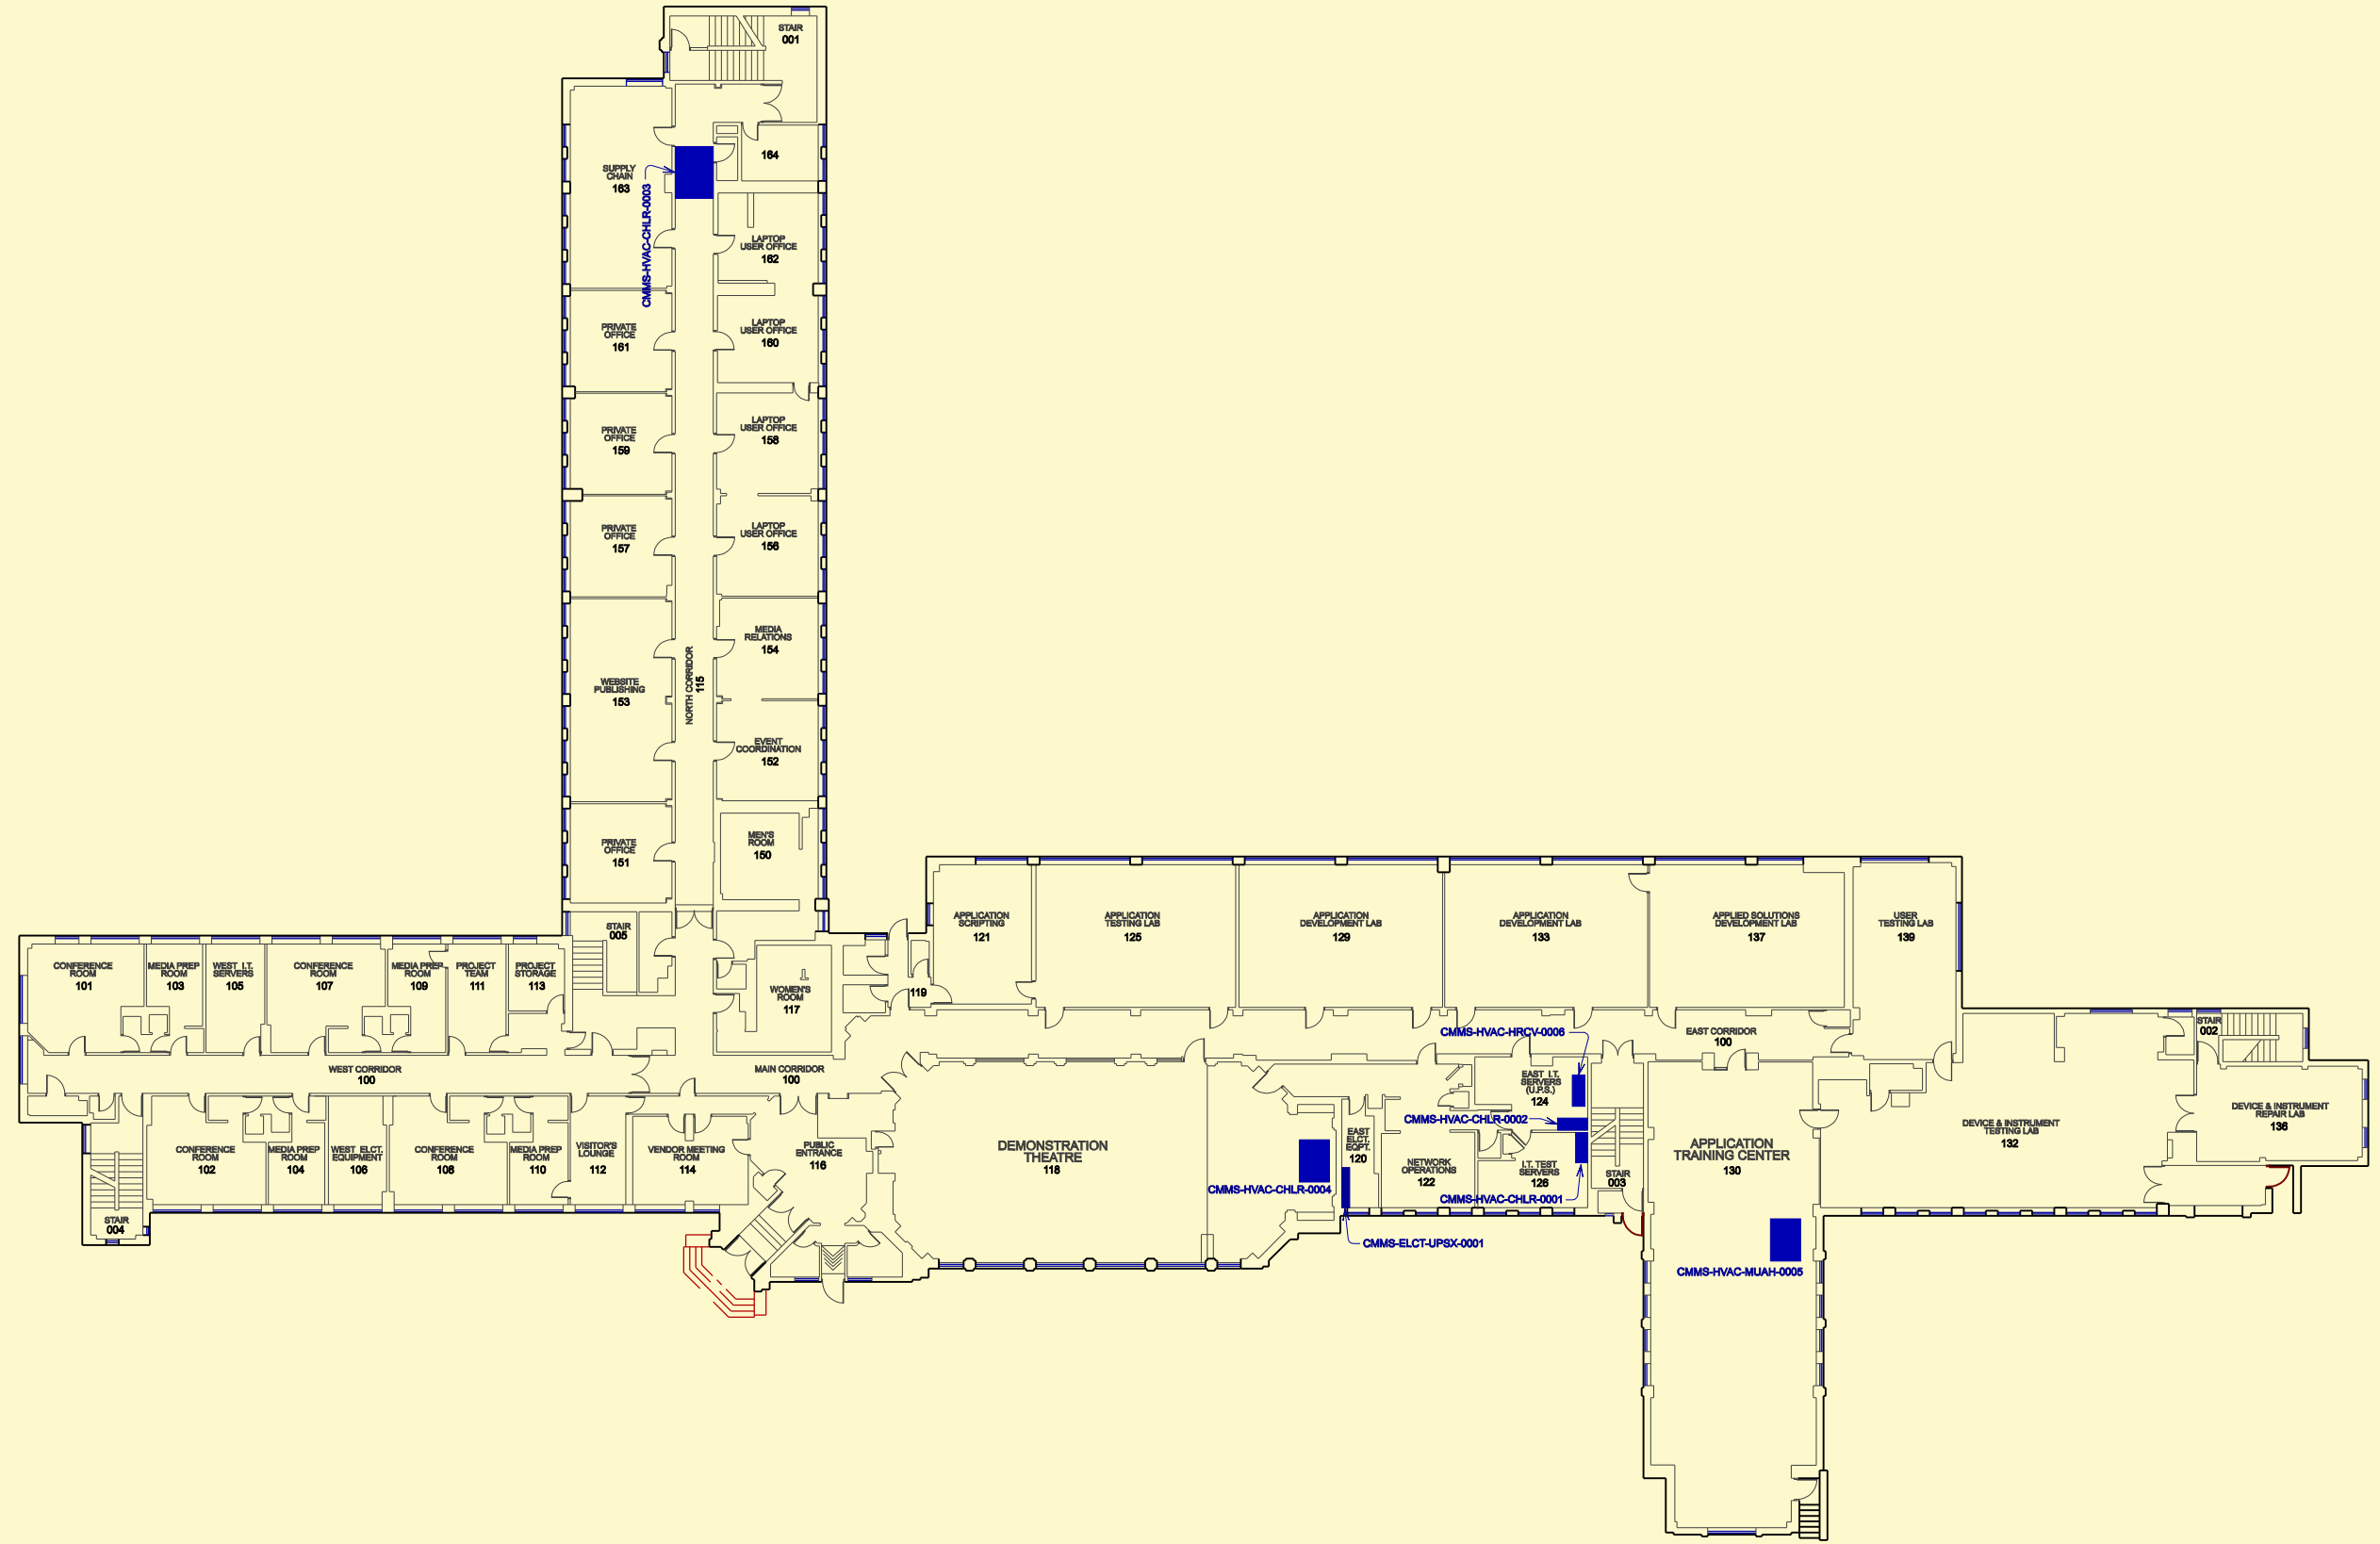 STAIR
001
164
SUPPLY
CHAIN
163
CMMS-HVAC-CHLR-0003
LAPTOP
USER OFFICE
162
PRIVATE
OFFICE
161
LAPTOP
USER OFFICE
160
PRIVATE
OFFICE
159
LAPTOP
USER OFFICE
158
PRIVATE
OFFICE
157
LAPTOP
USER OFFICE
156
MEDIA
RELATIONS
154
WEBSITE
PUBLISHING
153
NORTH CORRIDOR
115
EVENT
COORDINATION
152
PRIVATE
OFFICE
151
MEN'S
ROOM
150
STAIR
005
CONFERENCE
ROOM
101
MEDIA PREP
ROOM
103
WEST I.T.
SERVERS
105
CONFERENCE
ROOM
107
MEDIA PREP
ROOM
109
PROJECT
TEAM
111
PROJECT
STORAGE
113
WOMEN'S
ROOM
117
119
APPLICATION
SCRIPTING
121
APPLICATION
TESTING LAB
125
APPLICATION
DEVELOPMENT LAB
129
APPLICATION
DEVELOPMENT LAB
133
APPLIED SOLUTIONS
DEVELOPMENT LAB
137
USER
TESTING LAB
139
WEST CORRIDOR
100
MAIN CORRIDOR
100
CMMS-HVAC-HRCV-0006
EAST CORRIDOR
100
STAIR
002
CONFERENCE
ROOM
102
MEDIA PREP
ROOM
104
WEST ELCT.
EQUIPMENT
106
CONFERENCE
ROOM
108
MEDIA PREP
ROOM
110
VISITOR'S
LOUNGE
112
VENDOR MEETING
ROOM
114
PUBLIC
ENTRANCE
116
DEMONSTRATION
THEATRE
118
CMMS-HVAC-CHLR-0004
EAST
ELCT.
EQPT.
120
NETWORK
OPERATIONS
122
EAST I.T.
SERVERS
(U.P.S.)
124
CMMS-HVAC-CHLR-0002
I.T. TEST
SERVERS
126
CMMS-HVAC-CHLR-0001
STAIR
003
APPLICATION
TRAINING CENTER
130
DEVICE & INSTRUMENT
TESTING LAB
132
DEVICE & INSTRUMENT
REPAIR LAB
136
STAIR
004
CMMS-ELCT-UPSX-0001
CMMS-HVAC-MUAH-0005